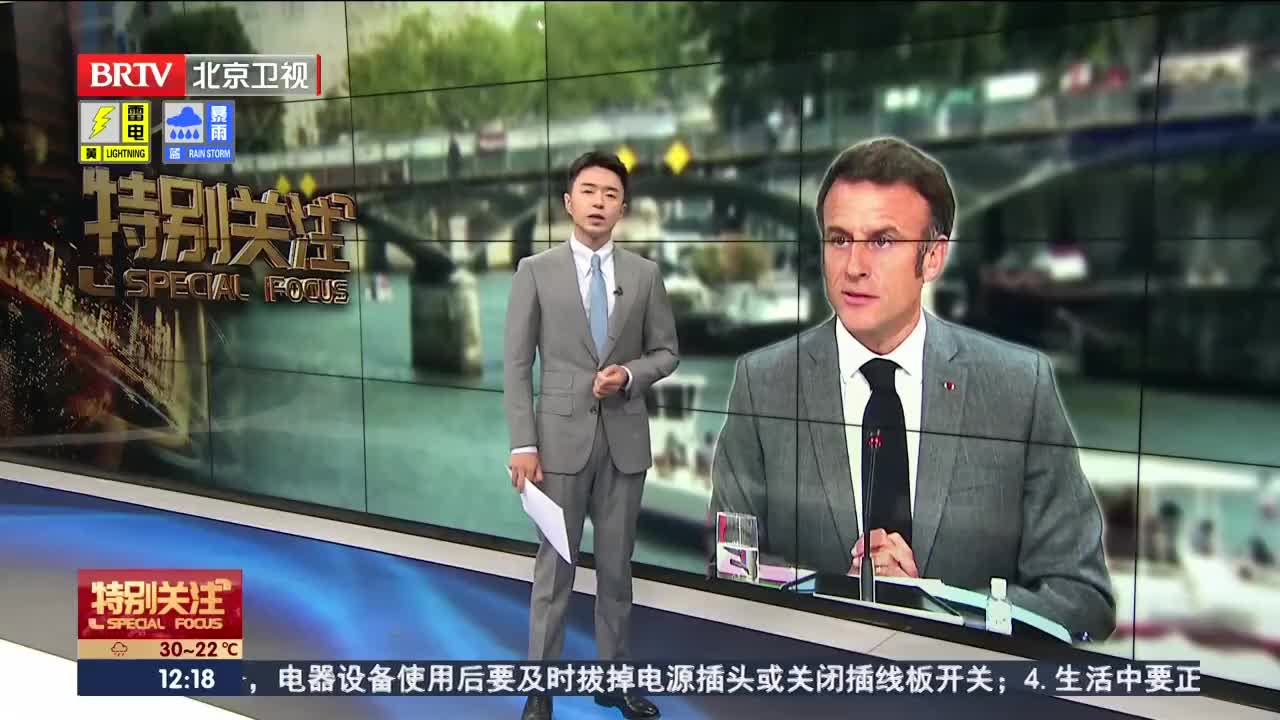 BRTV 北京卫视
雷电
黄 LIGHTNING
暴雨
蓝 RAIN STORM
特别关注
SPECIAL FOCUS
特别关注
SPECIAL FOCUS
30~22℃
12:18
，电器设备使用后要及时拔掉电源插头或关闭插线板开关；4.生活中要正